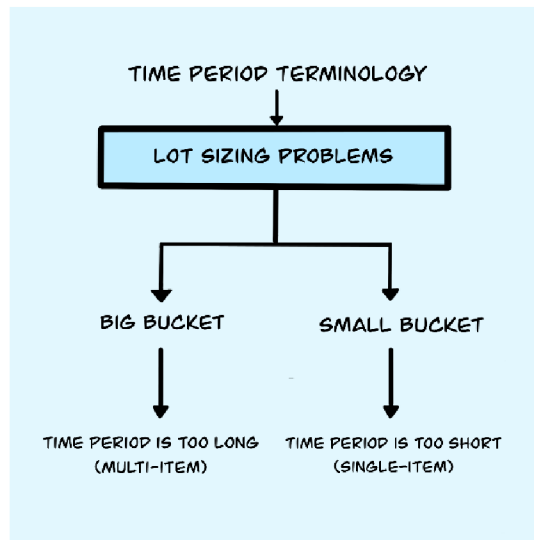 TIME PERIOD TERMINOLOGY
LOT SIZING PROBLEMS
BIG BUCKET
SMALL BUCKET
TIME PERIOD IS TOO LONG
(MULTI-ITEM)
TIME PERIOD IS TOO SHORT
(SINGLE-ITEM)